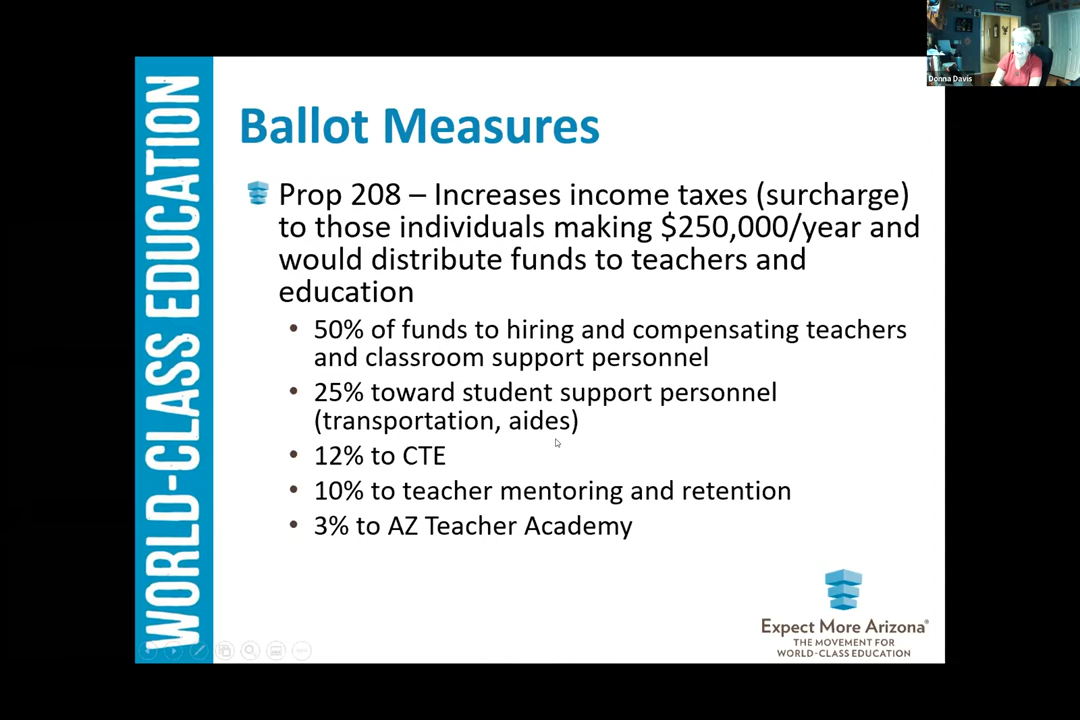 Donna Davis
WORLD-CLASS EDUCATION
Ballot Measures
Prop 208 – Increases income taxes (surcharge)
to those individuals making $250,000/year and
would distribute funds to teachers and
education
• 50% of funds to hiring and compensating teachers
and classroom support personnel
• 25% toward student support personnel
(transportation, aides)
• 12% to CTE
• 10% to teacher mentoring and retention
• 3% to AZ Teacher Academy
Expect More Arizona®
THE MOVEMENT FOR
WORLD-CLASS EDUCATION